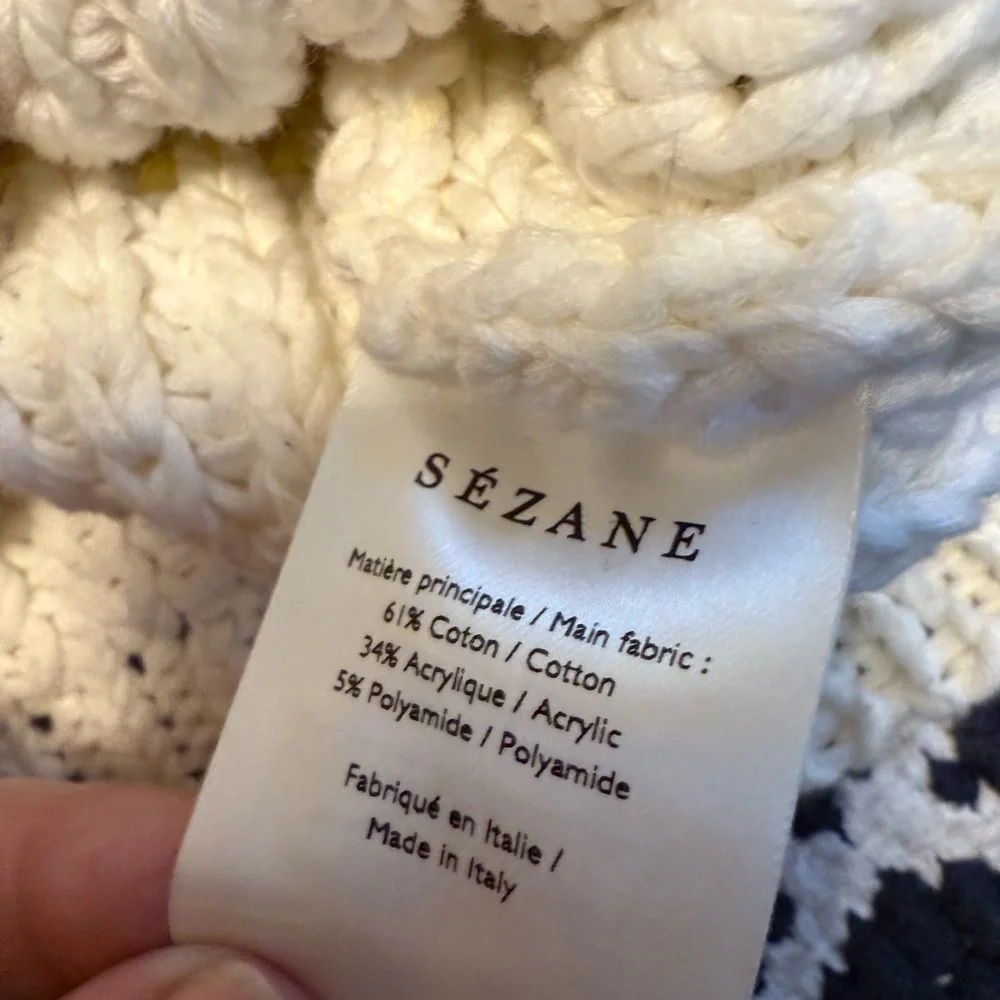 SÉZANE
Matière principale / Main fabric :
61% Coton / Cotton
34% Acrylique / Acrylic
5% Polyamide / Polyamide
Fabriqué en Italie /
Made in Italy